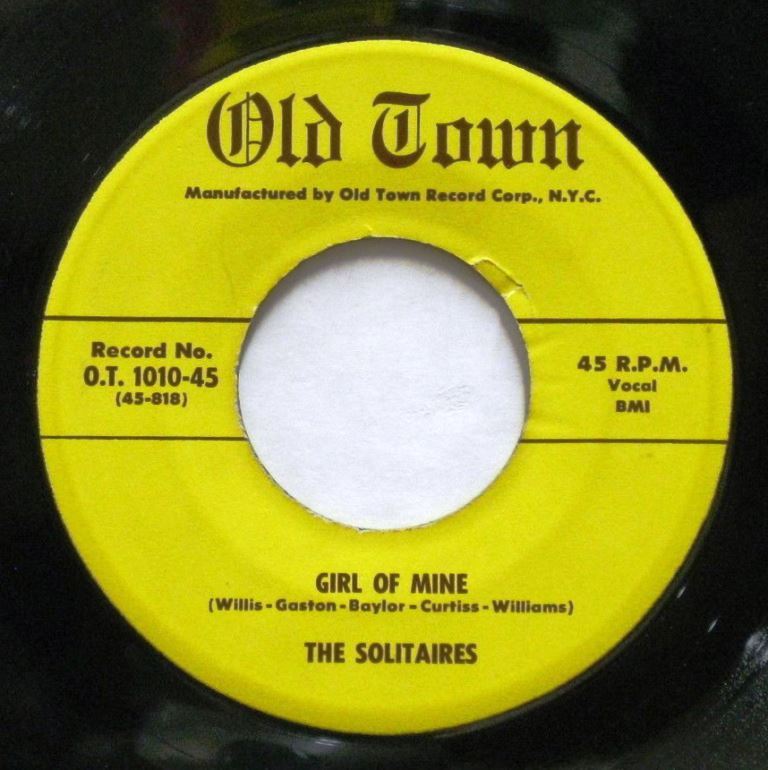 Old Town
Manufactured by Old Town Record Corp., N.Y.C.
Record No.
O.T. 1010-45
(45-818)
45 R.P.M.
Vocal
BMI
GIRL OF MINE
(Willis - Gaston - Baylor - Curtiss - Williams)
THE SOLITAIRES